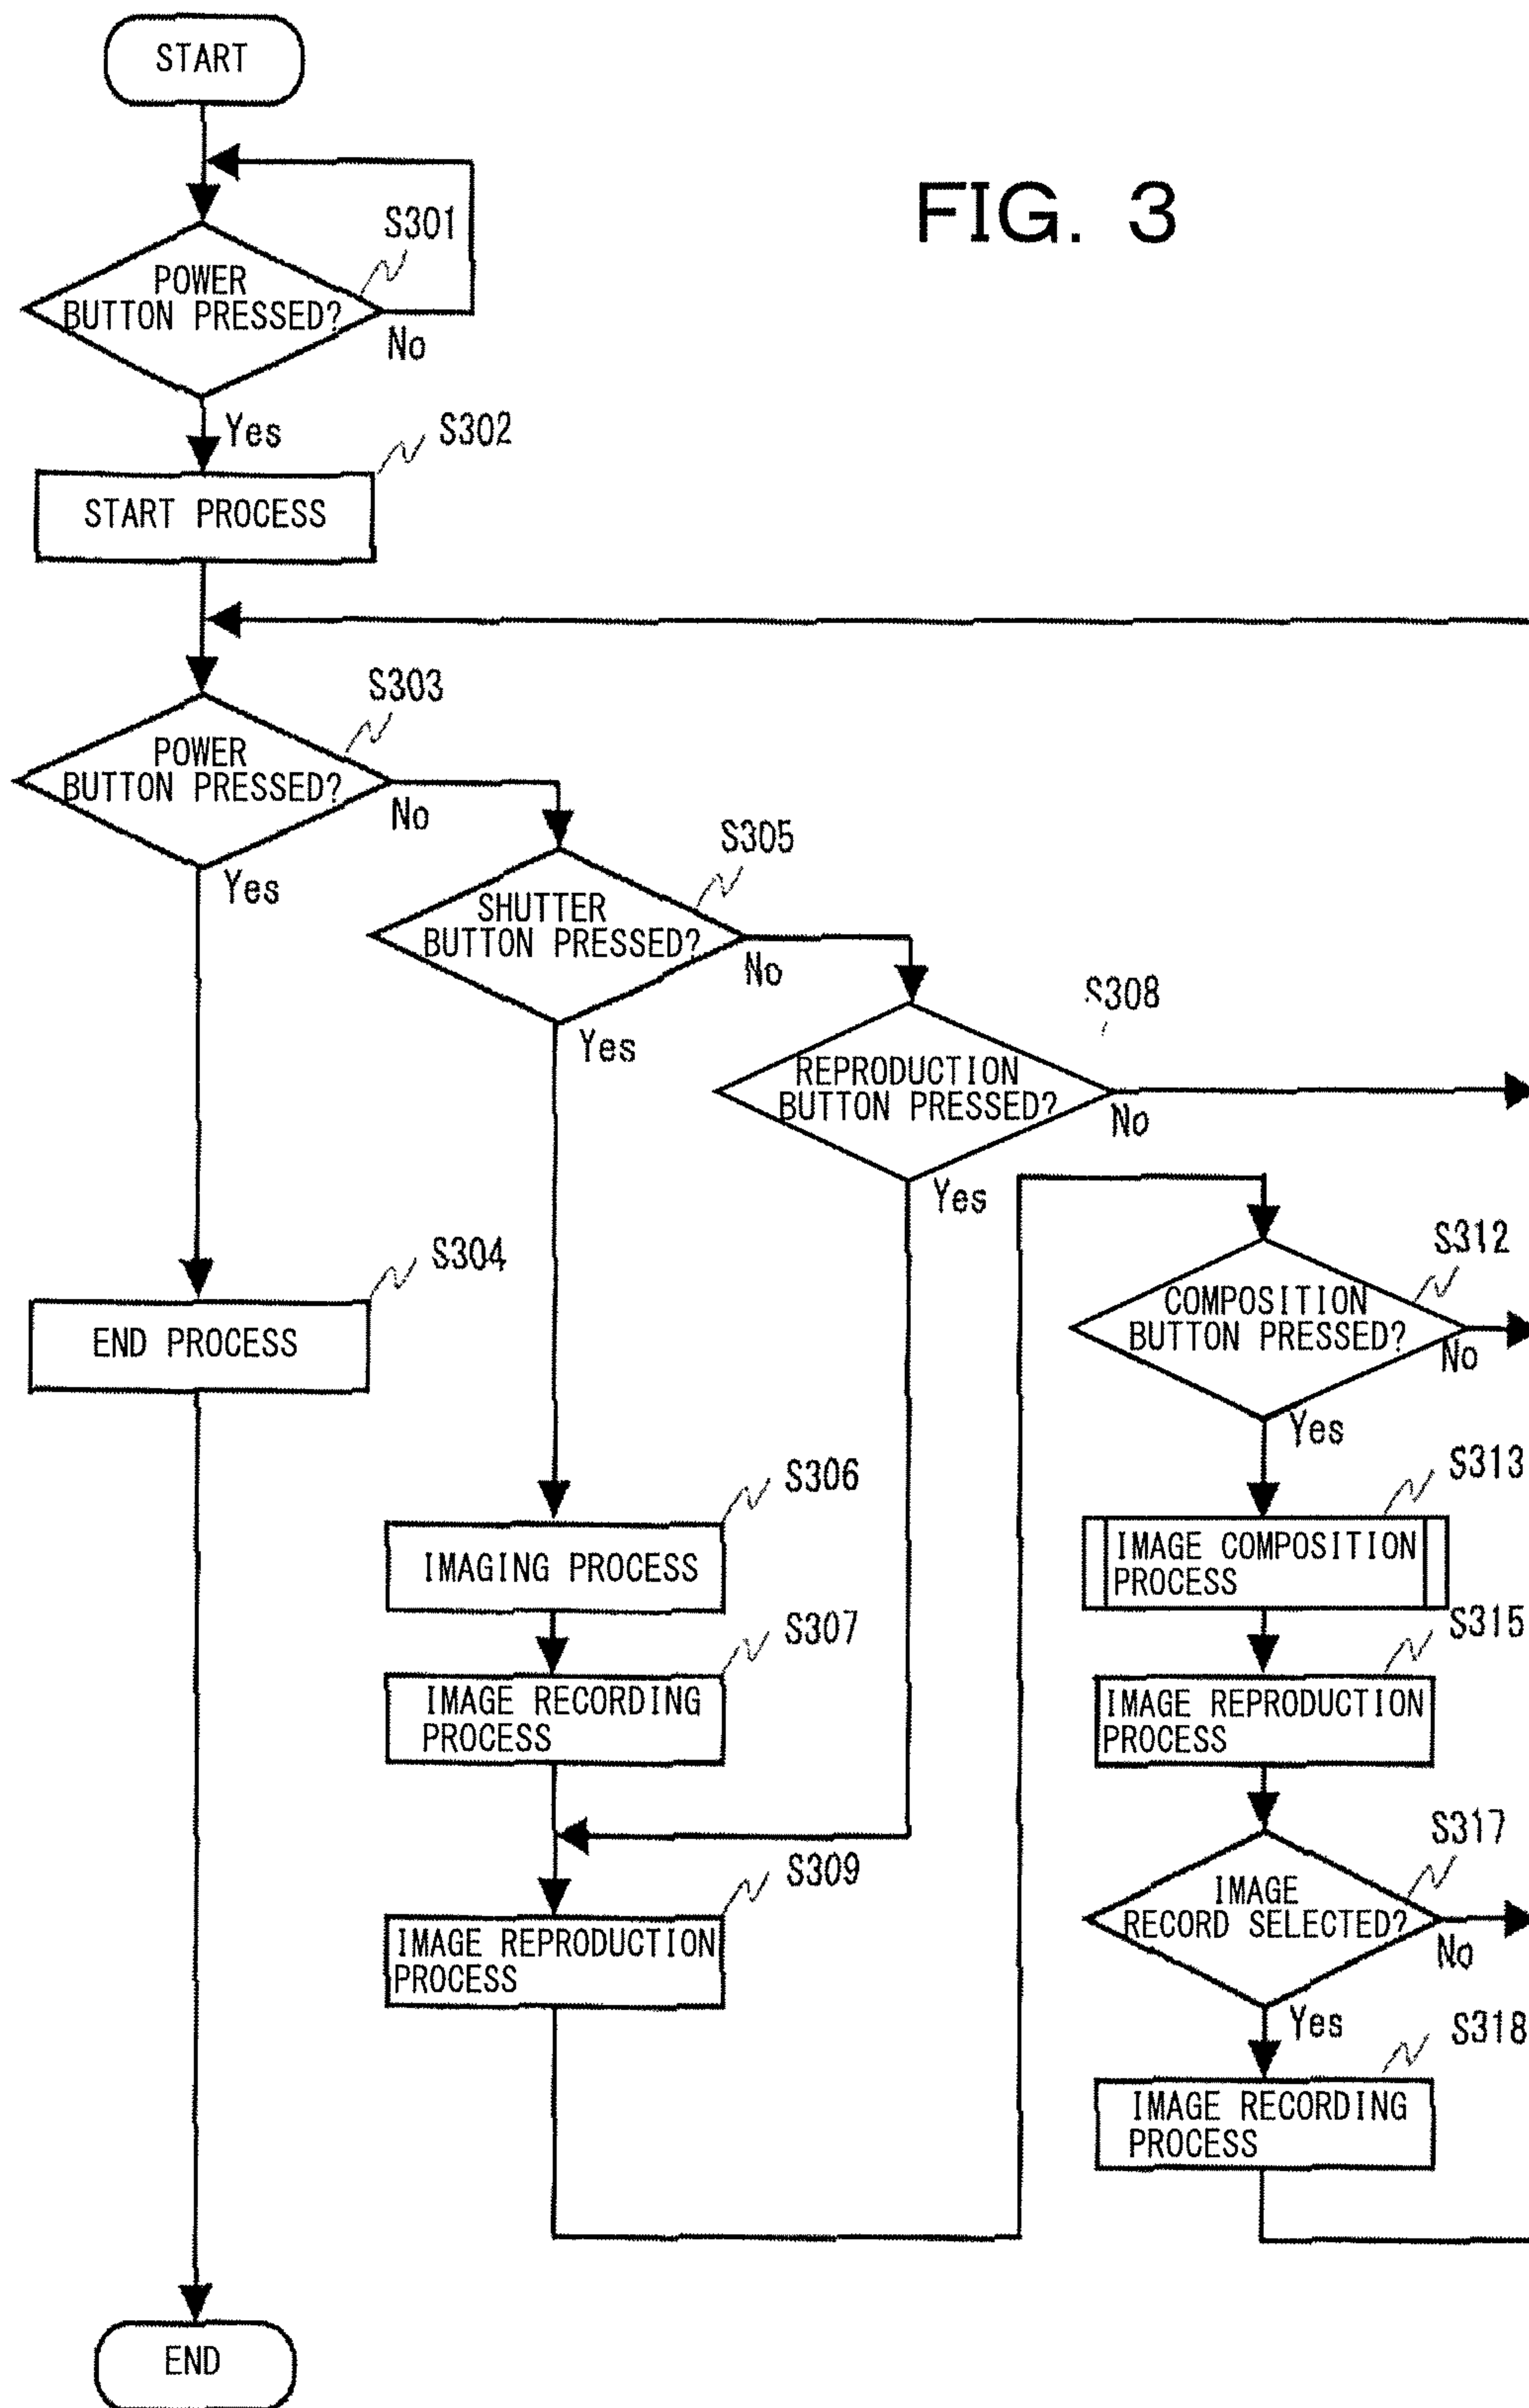 START
FIG. 3
S301
POWER
BUTTON PRESSED?
No
Yes
S302
START PROCESS
S303
POWER
BUTTON PRESSED?
No
Yes
S305
SHUTTER
BUTTON PRESSED?
No
Yes
S308
REPRODUCTION
BUTTON PRESSED?
No
Yes
S304
END PROCESS
S312
COMPOSITION
BUTTON PRESSED?
No
Yes
S306
IMAGING PROCESS
S313
IMAGE COMPOSITION
PROCESS
S307
IMAGE RECORDING
PROCESS
S315
IMAGE REPRODUCTION
PROCESS
S309
IMAGE REPRODUCTION
PROCESS
S317
IMAGE
RECORD SELECTED?
No
Yes
S318
IMAGE RECORDING
PROCESS
END